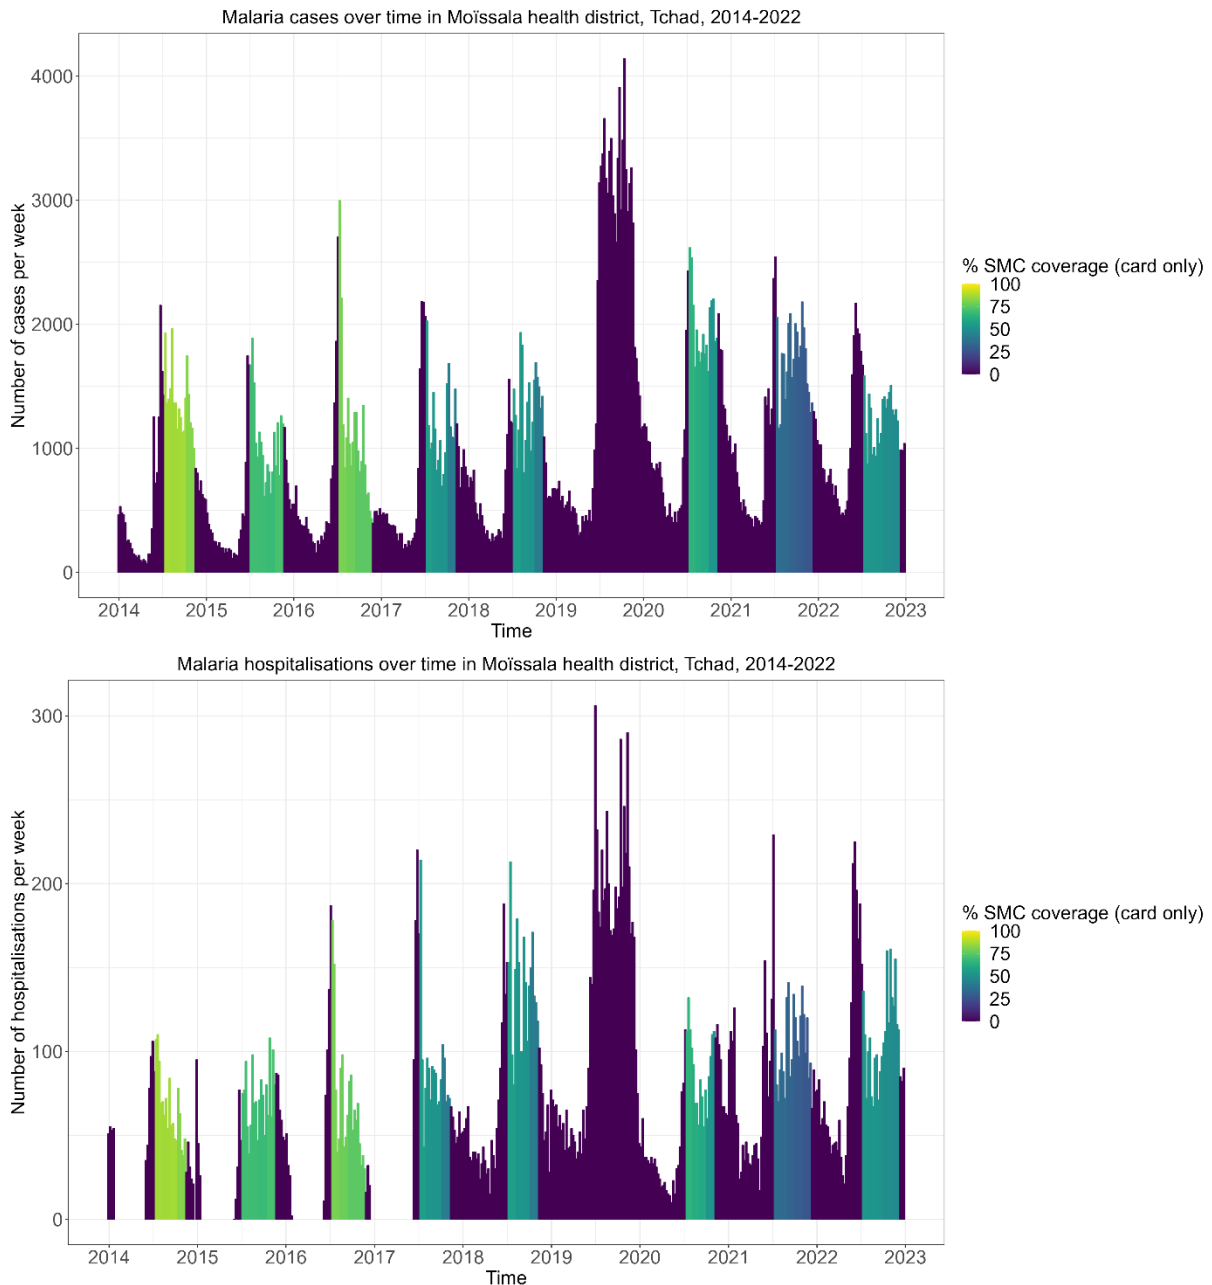 Malaria cases over time in Moïssala health district, Tchad, 2014-2022
Number of cases per week
4000
3000
2000
1000
0
2014 2015 2016 2017 2018 2019 2020 2021 2022 2023
Time
% SMC coverage (card only)
100
75
50
25
0
Malaria hospitalisations over time in Moïssala health district, Tchad, 2014-2022
Number of hospitalisations per week
300
200
100
0
2014 2015 2016 2017 2018 2019 2020 2021 2022 2023
Time
% SMC coverage (card only)
100
75
50
25
0